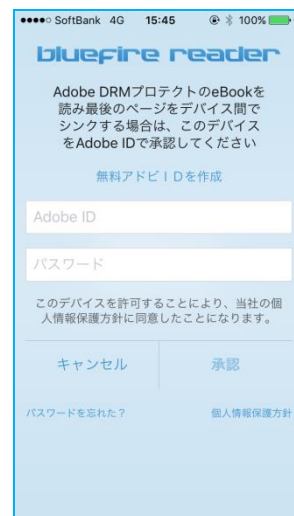 SoftBank 4G 15:45 100%
bluefire reader
Adobe DRMプロテクトのeBookを
読み最後のページをデバイス間で
シンクする場合は、このデバイス
をAdobe IDで承認してください
無料アドビIDを作成
Adobe ID
パスワード
このデバイスを許可することにより、当社の個
人情報保護方針に同意したことになります。
キャンセル 承認
パスワードを忘れた? 個人情報保護方針